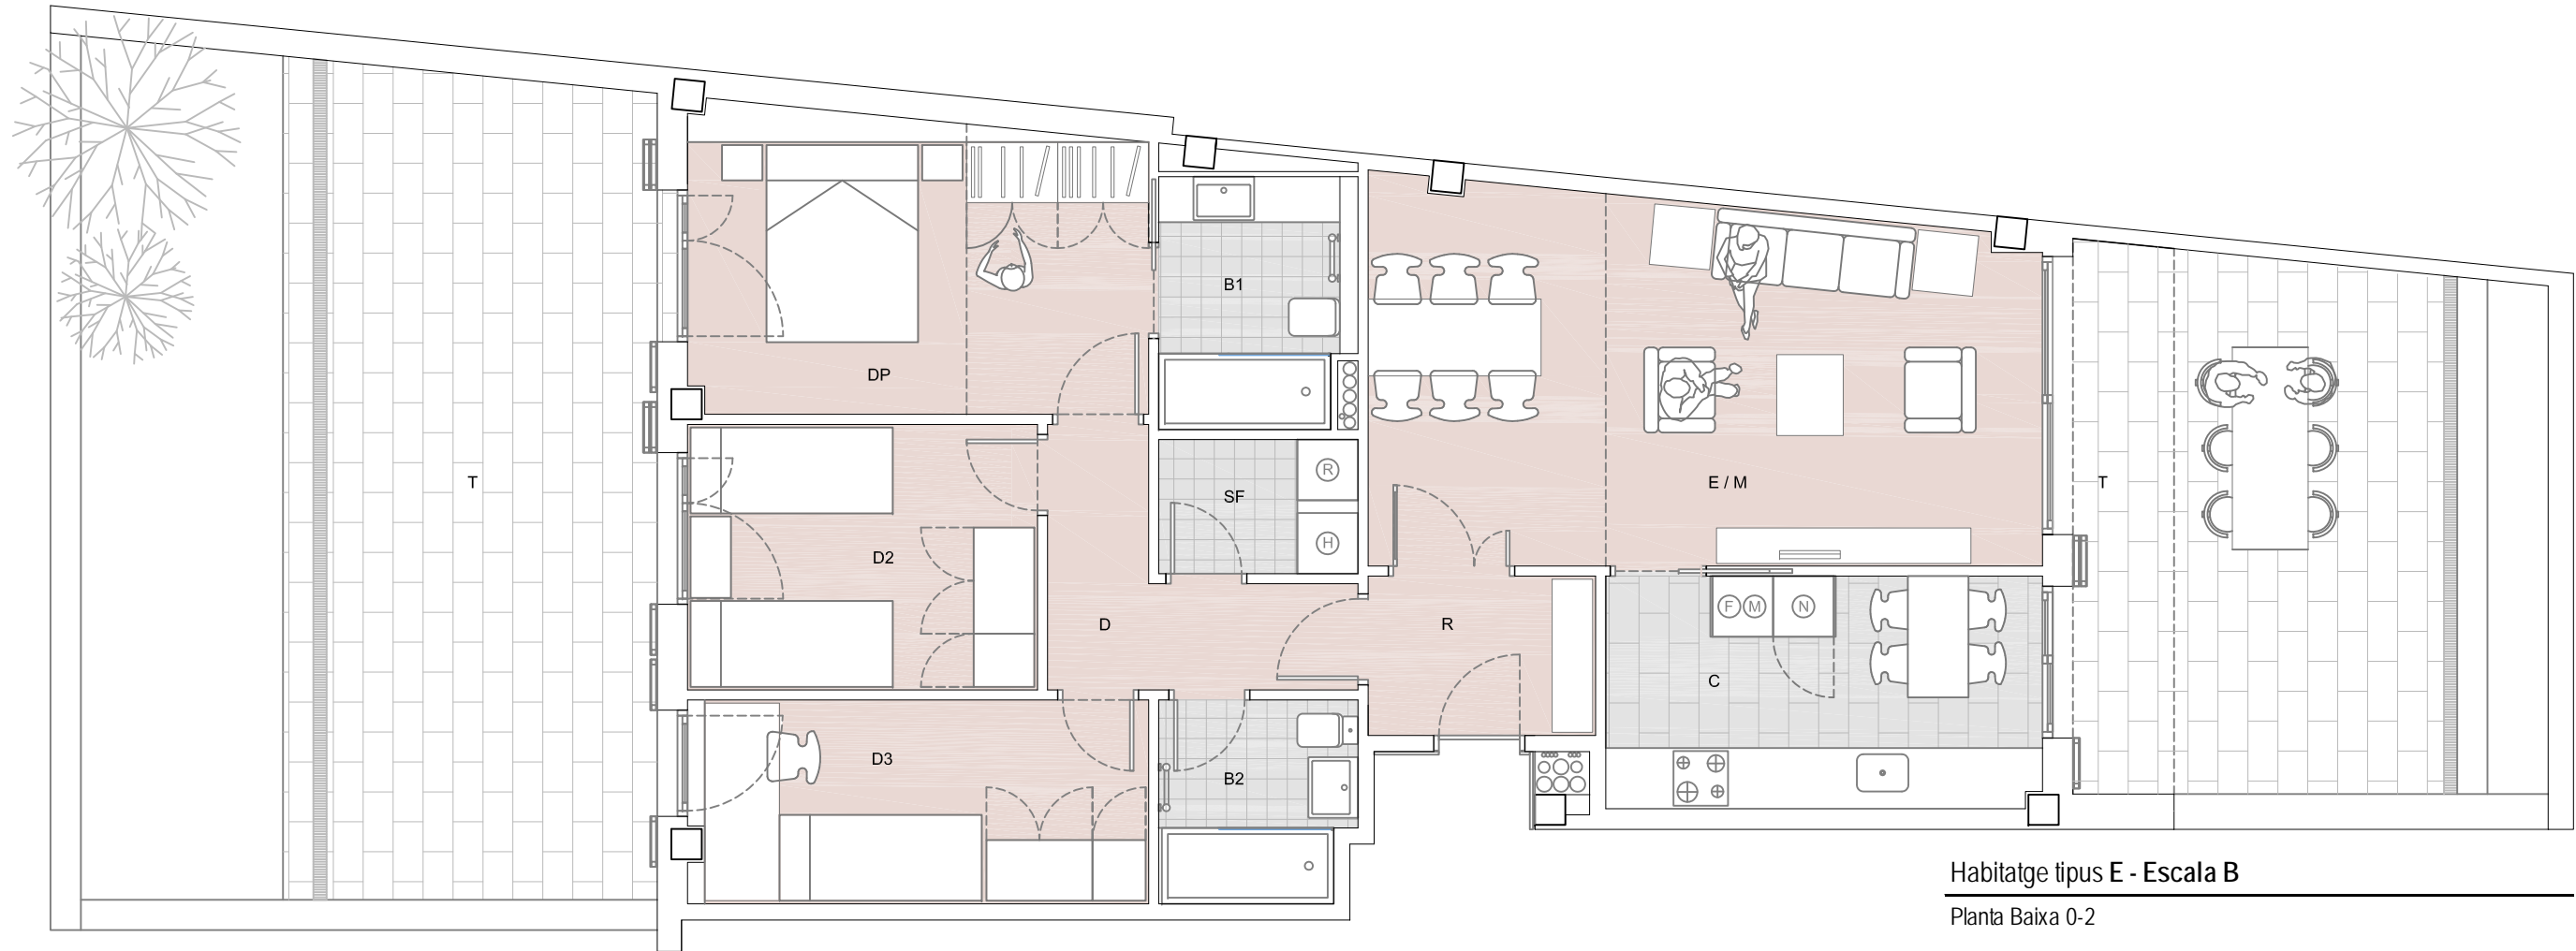 B1
DP
R
SF
T
E / M
T
H
D2
F M N
D
R
C
D3
B2
Habitatge tipus E - Escala B
Planta Baixa 0-2